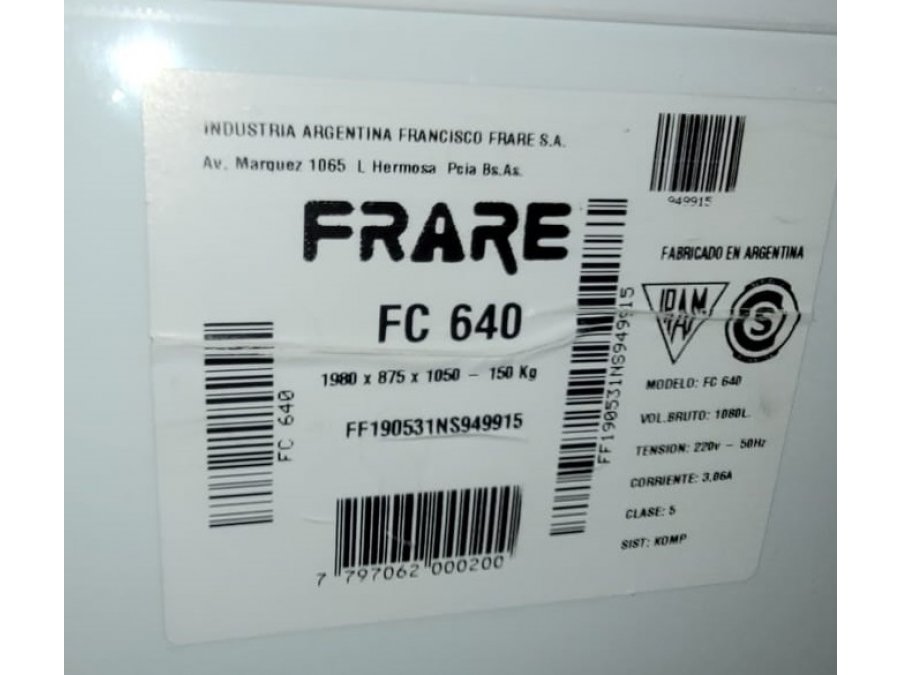 INDUSTRIA ARGENTINA FRANCISCO FRARE S.A.
Av. Marquez 1065 L Hermosa Pcia Bs.As.
949915
FRARE
FABRICADO EN ARGENTINA
IRAM
S
FC 640
1980 x 875 x 1050 – 150 Kg
FF190531NS949915
FC 640
FF190531NS949915
MODELO: FC 640
VOL.BRUTO: 1080L.
TENSION: 220v – 50Hz
CORRIENTE: 3,06A
CLASE: 5
SIST: KOMP
7 797062 000200